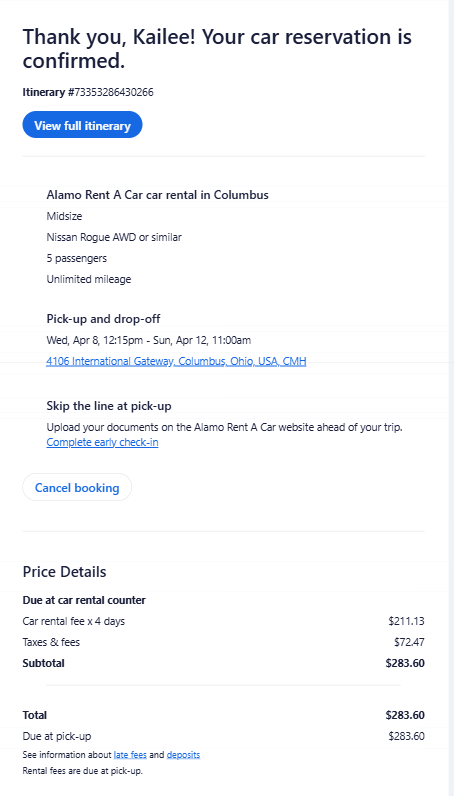 Thank you, Kailee! Your car reservation is
confirmed.
Itinerary #73353286430266
View full itinerary
Alamo Rent A Car car rental in Columbus
Midsize
Nissan Rogue AWD or similar
5 passengers
Unlimited mileage
Pick-up and drop-off
Wed, Apr 8, 12:15pm - Sun, Apr 12, 11:00am
4106 International Gateway, Columbus, Ohio, USA, CMH
Skip the line at pick-up
Upload your documents on the Alamo Rent A Car website ahead of your trip.
Complete early check-in
Cancel booking
Price Details
Due at car rental counter
Car rental fee x 4 days $211.13
Taxes & fees $72.47
Subtotal $283.60
Total $283.60
Due at pick-up $283.60
See information about late fees and deposits
Rental fees are due at pick-up.